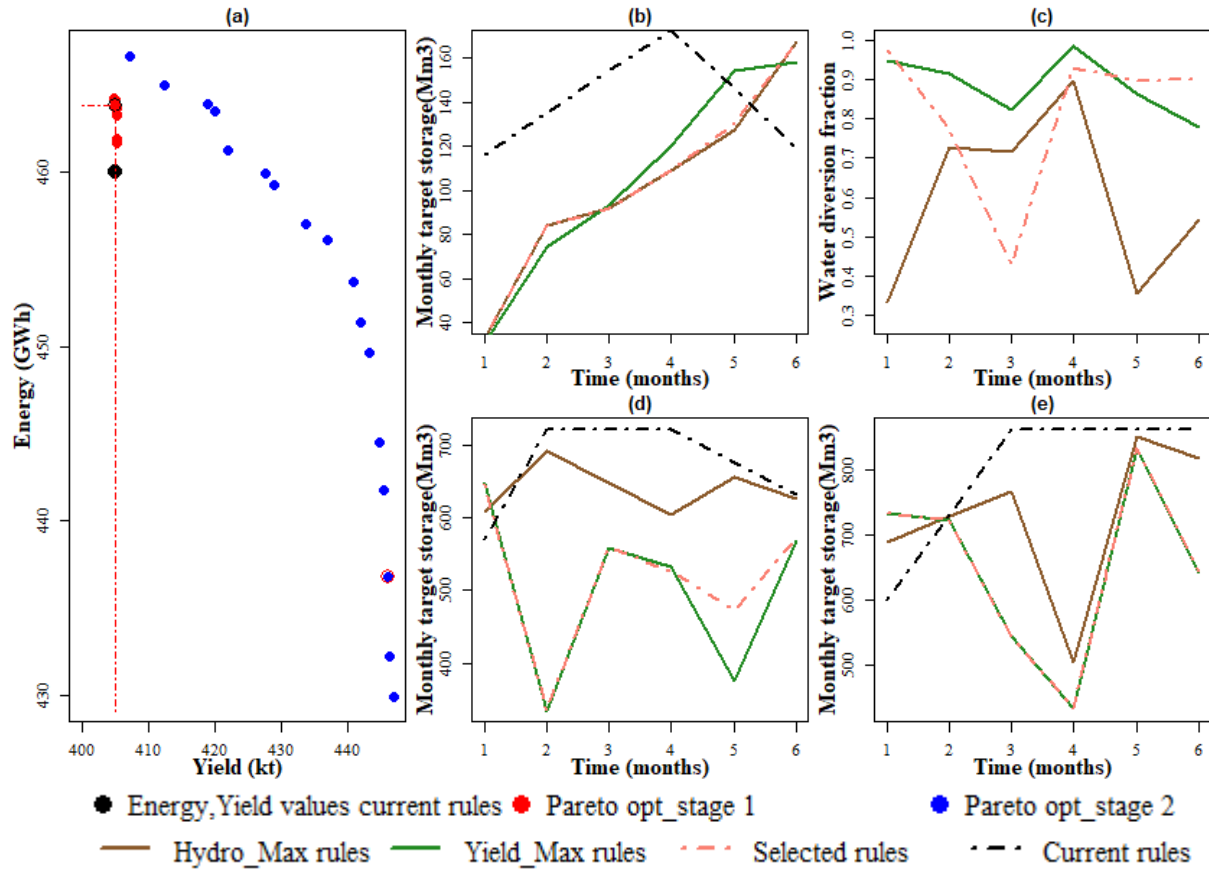 (a)
Energy (GWh)
460
450
440
430
400 410 420 430 440
Yield (kt)
(b)
Monthly target storage(Mm3)
160
140
120
100
80
60
40
1 2 3 4 5 6
Time (months)
(c)
Water diversion fraction
1.0
0.9
0.8
0.7
0.6
0.5
0.4
0.3
1 2 3 4 5 6
Time (months)
(d)
Monthly target storage(Mm3)
700
600
500
400
1 2 3 4 5 6
Time (months)
(e)
Monthly target storage(Mm3)
800
700
600
1 2 3 4 5 6
Time (months)
Energy,Yield values current rules Pareto opt_stage 1 Pareto opt_stage 2
Hydro_Max rules Yield_Max rules Selected rules Current rules